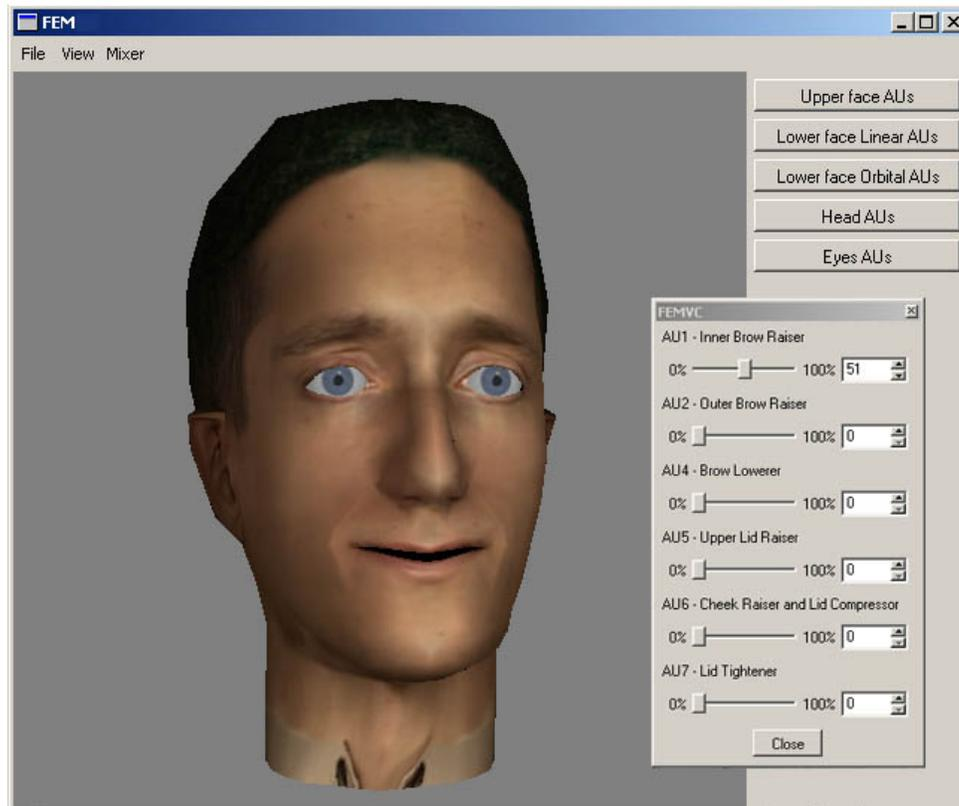 FEM
File View Mixer
Upper face AUs
Lower face Linear AUs
Lower face Orbital AUs
Head AUs
Eyes AUs
FEMVC
AU1 - Inner Brow Raiser
0% 100% 51
AU2 - Outer Brow Raiser
0% 100% 0
AU4 - Brow Lowerer
0% 100% 0
AU5 - Upper Lid Raiser
0% 100% 0
AU6 - Cheek Raiser and Lid Compressor
0% 100% 0
AU7 - Lid Tightener
0% 100% 0
Close